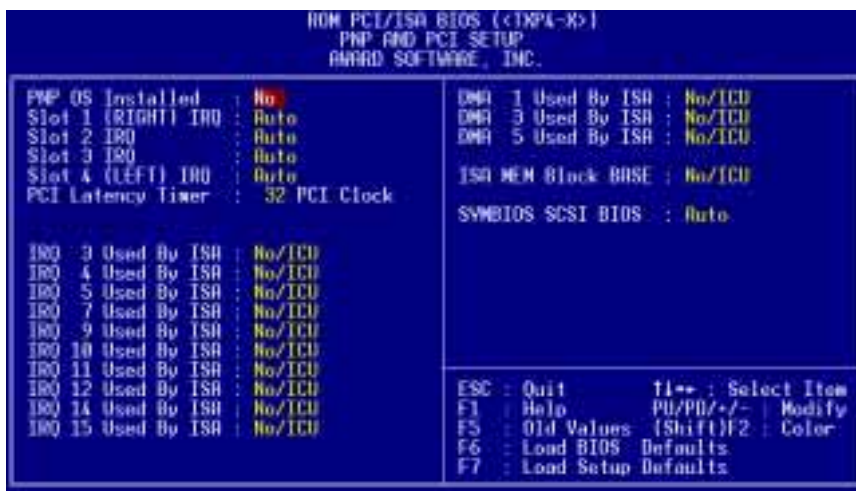 ROM PCI/ISA BIOS (<TXP4-X>)
PNP AND PCI SETUP
AWARD SOFTWARE, INC.
PNP OS Installed : No
Slot 1 (RIGHT) IRQ : Auto
Slot 2 IRQ : Auto
Slot 3 IRQ : Auto
Slot 4 (LEFT) IRQ : Auto
PCI Latency Timer : 32 PCI Clock
IRQ 3 Used By ISA : No/ICU
IRQ 4 Used By ISA : No/ICU
IRQ 5 Used By ISA : No/ICU
IRQ 7 Used By ISA : No/ICU
IRQ 9 Used By ISA : No/ICU
IRQ 10 Used By ISA : No/ICU
IRQ 11 Used By ISA : No/ICU
IRQ 12 Used By ISA : No/ICU
IRQ 14 Used By ISA : No/ICU
IRQ 15 Used By ISA : No/ICU
DMA 1 Used By ISA : No/ICU
DMA 3 Used By ISA : No/ICU
DMA 5 Used By ISA : No/ICU
ISA MEM Block BASE : No/ICU
SYMBIOS SCSI BIOS : Auto
ESC : Quit ↑↓→← : Select Item
F1 : Help PU/PD/+/- : Modify
F5 : Old Values (Shift)F2 : Color
F6 : Load BIOS Defaults
F7 : Load Setup Defaults